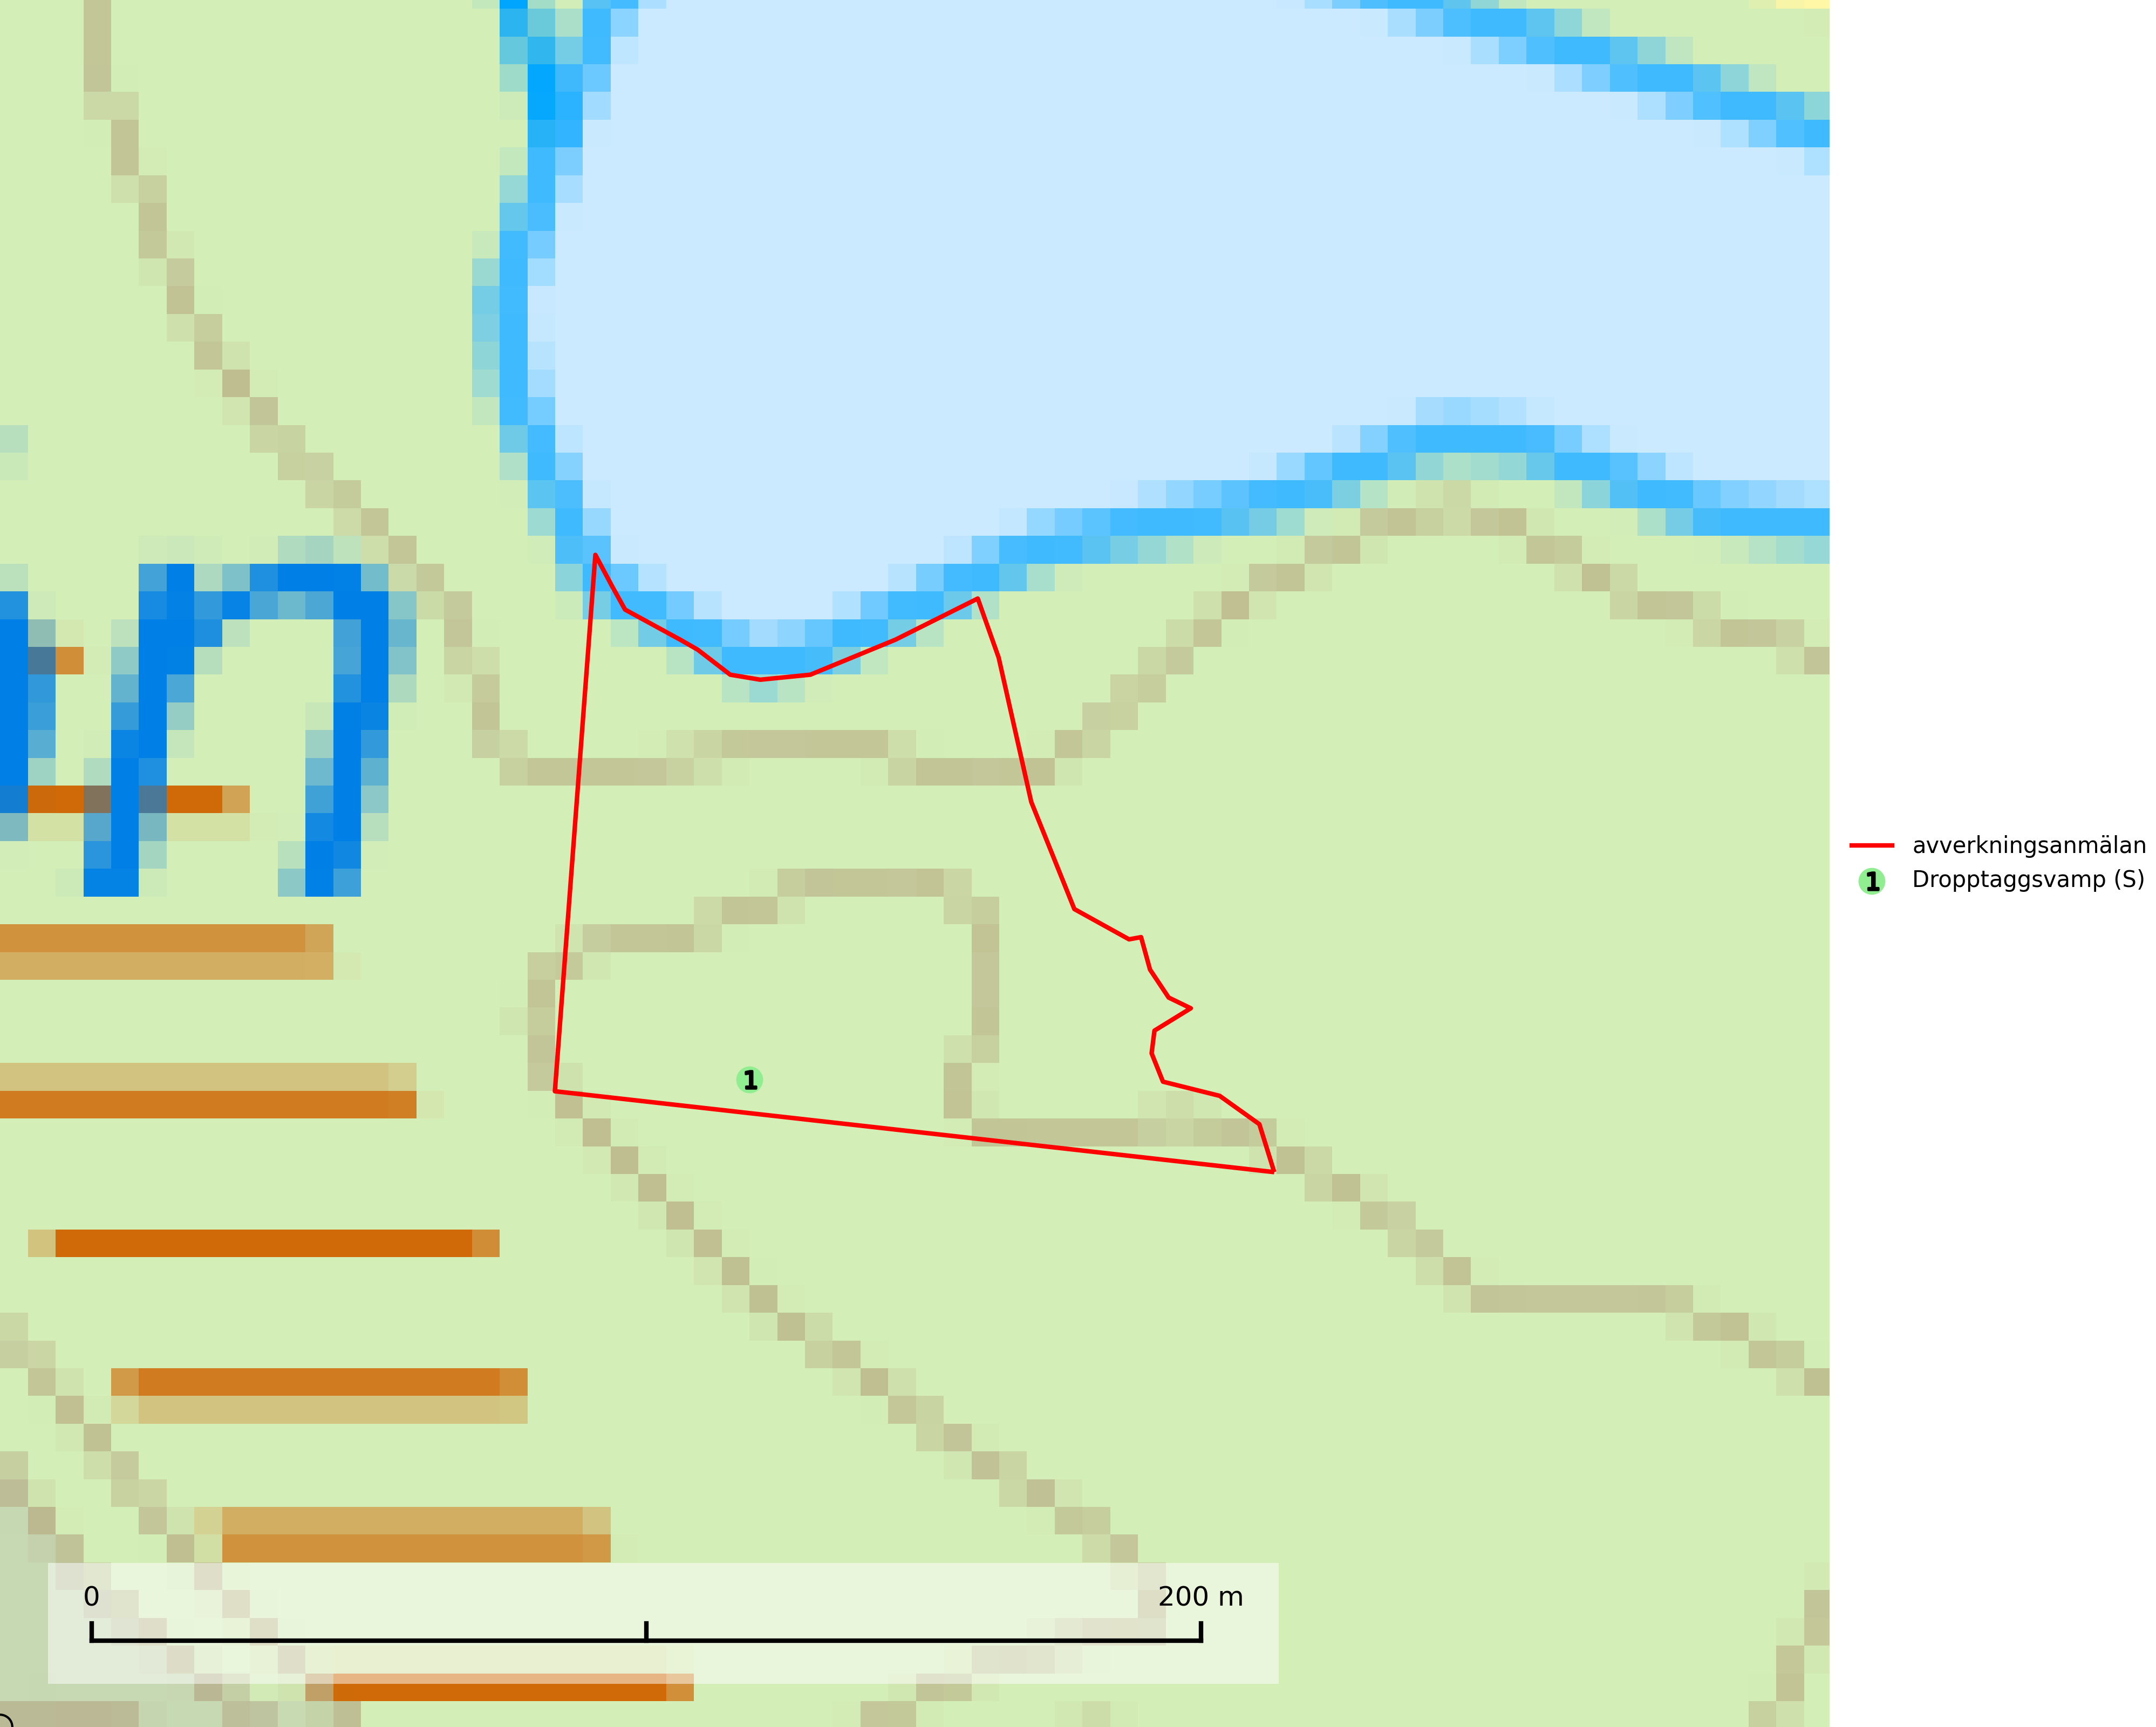 avverkningsanmälan
1 Dropptaggsvamp (S)
1
0 200 m